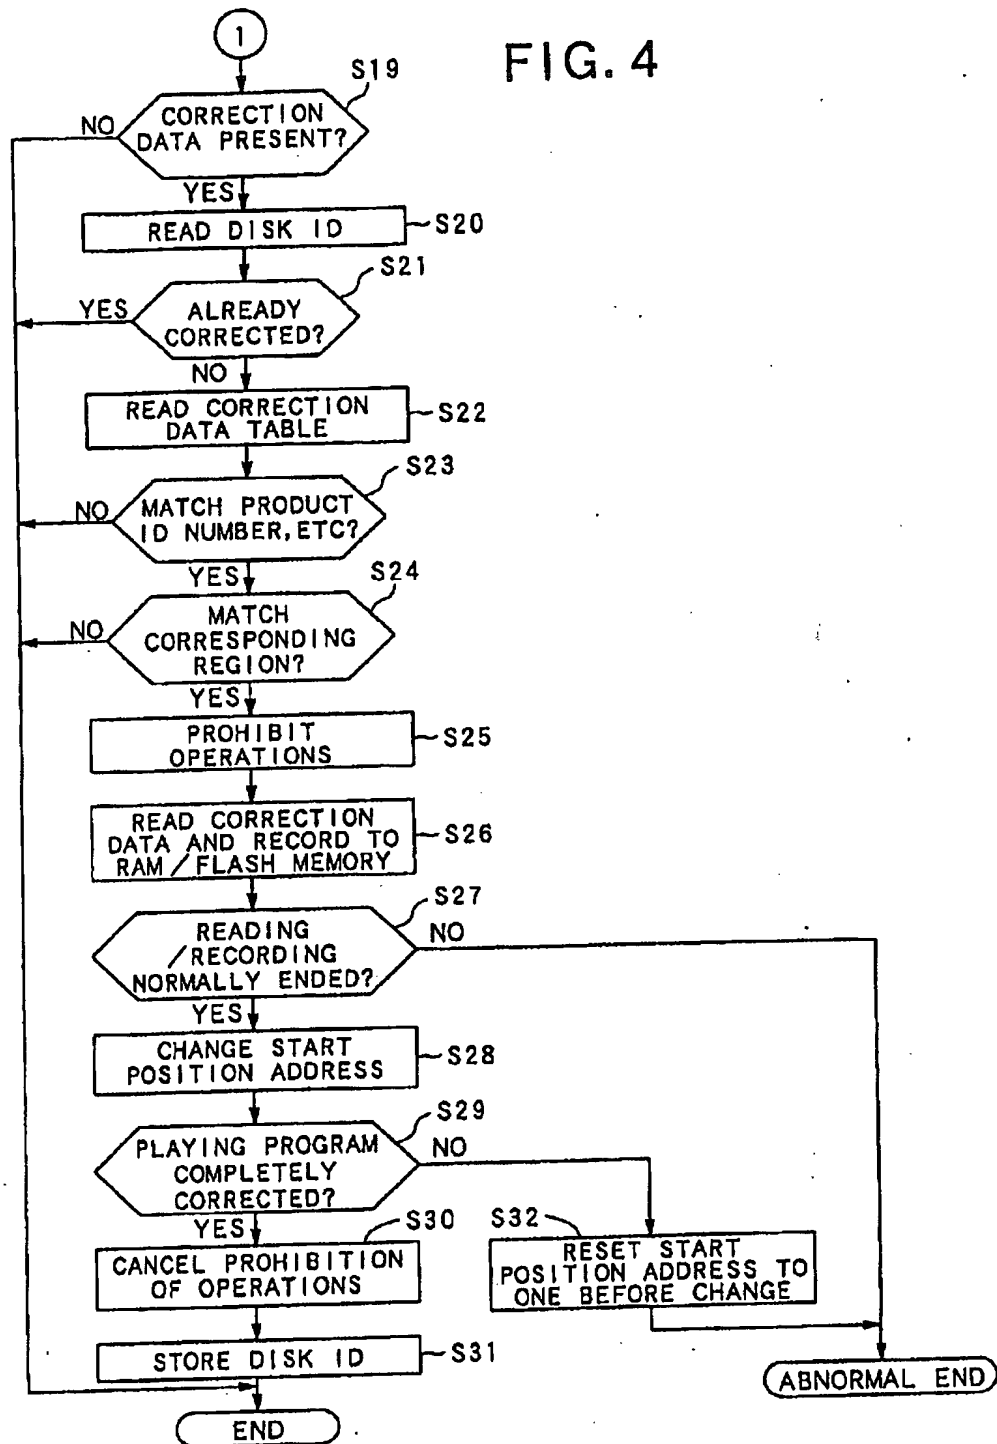 1
FIG. 4
S19
CORRECTION
DATA PRESENT?
NO
YES
READ DISK ID
S20
S21
YES
ALREADY
CORRECTED?
NO
READ CORRECTION
DATA TABLE
S22
S23
NO
MATCH PRODUCT
ID NUMBER, ETC?
YES
S24
NO
MATCH
CORRESPONDING
REGION?
YES
PROHIBIT
OPERATIONS
S25
READ CORRECTION
DATA AND RECORD TO
RAM/FLASH MEMORY
S26
S27
READING
/RECORDING
NORMALLY ENDED?
NO
YES
CHANGE START
POSITION ADDRESS
S28
S29
PLAYING PROGRAM
COMPLETELY
CORRECTED?
NO
YES
S30
CANCEL PROHIBITION
OF OPERATIONS
S32
RESET START
POSITION ADDRESS TO
ONE BEFORE CHANGE
STORE DISK ID
S31
ABNORMAL END
END